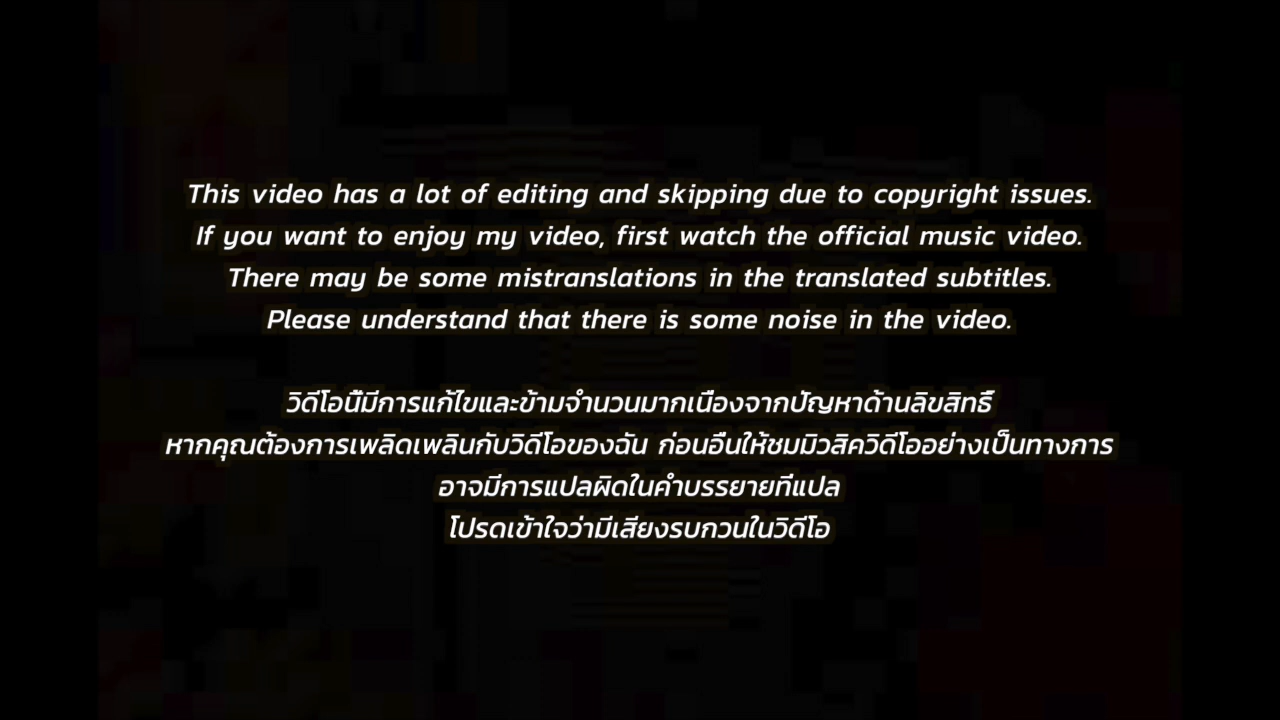 This video has a lot of editing and skipping due to copyright issues.
If you want to enjoy my video, first watch the official music video.
There may be some mistranslations in the translated subtitles.
Please understand that there is some noise in the video.
วิดีโอนี้มีการแก้ไขและข้ามจำนวนมากเนื่องจากปัญหาด้านลิขสิทธิ์
หากคุณต้องการเพลิดเพลินกับวิดีโอของฉัน ก่อนอื่นให้ชมมิวสิควิดีโออย่างเป็นทางการ
อาจมีการแปลผิดในคำบรรยายที่แปล
โปรดเข้าใจว่ามีเสียงรบกวนในวิดีโอ